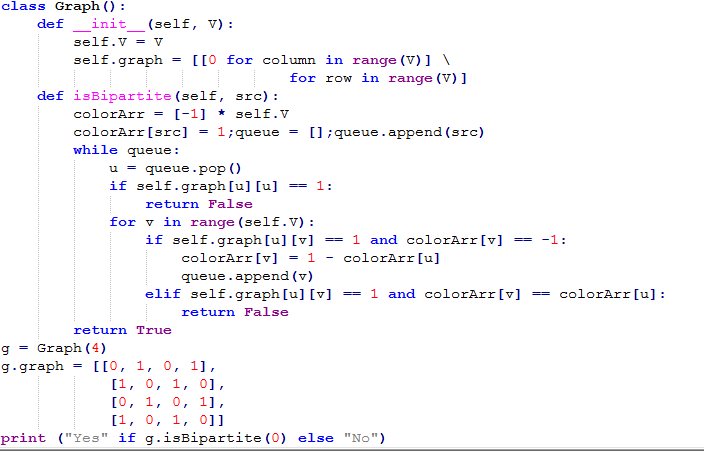 class Graph():
    def __init__(self, V):
        self.V = V
        self.graph = [[0 for column in range(V)] \
                                for row in range(V)]
    def isBipartite(self, src):
        colorArr = [-1] * self.V
        colorArr[src] = 1;queue = [];queue.append(src)
        while queue:
            u = queue.pop()
            if self.graph[u][u] == 1:
                return False
            for v in range(self.V):
                if self.graph[u][v] == 1 and colorArr[v] == -1:
                    colorArr[v] = 1 - colorArr[u]
                    queue.append(v)
                elif self.graph[u][v] == 1 and colorArr[v] == colorArr[u]:
                    return False
        return True
g = Graph(4)
g.graph = [[0, 1, 0, 1],
            [1, 0, 1, 0],
            [0, 1, 0, 1],
            [1, 0, 1, 0]]
print ("Yes" if g.isBipartite(0) else "No")